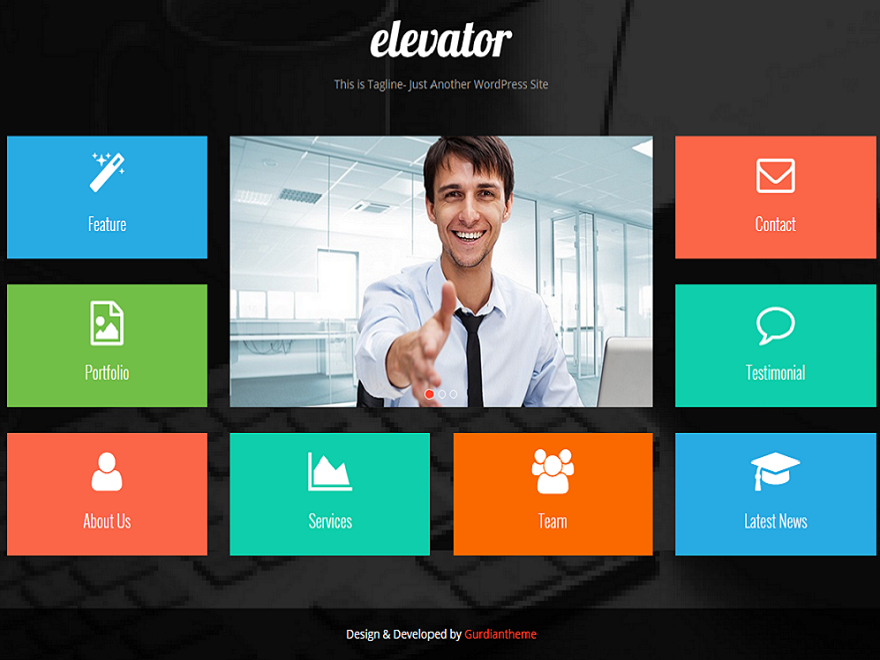 elevator
This is Tagline- Just Another WordPress Site
Feature
Contact
Portfolio
Testimonial
About Us
Services
Team
Latest News
Design & Developed by Gurdiantheme